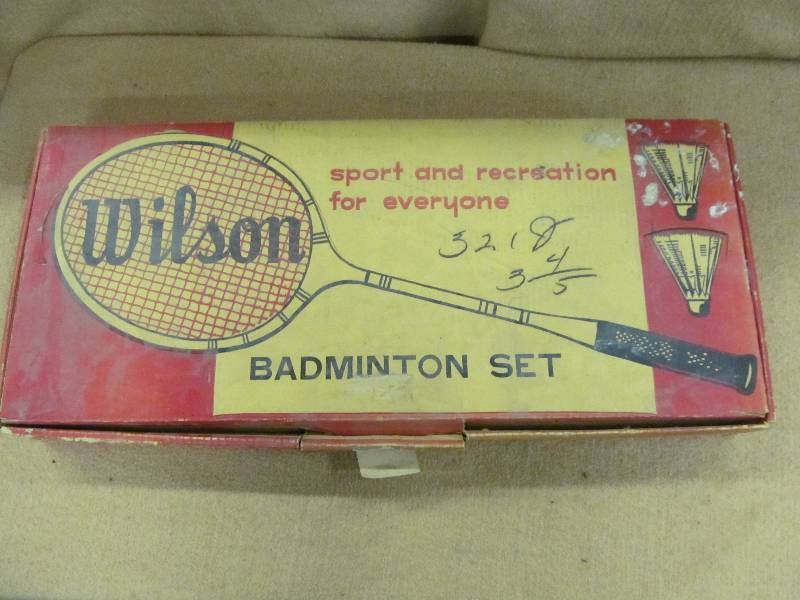 Wilson
sport and recreation
for everyone
3218
3 4/5
BADMINTON SET